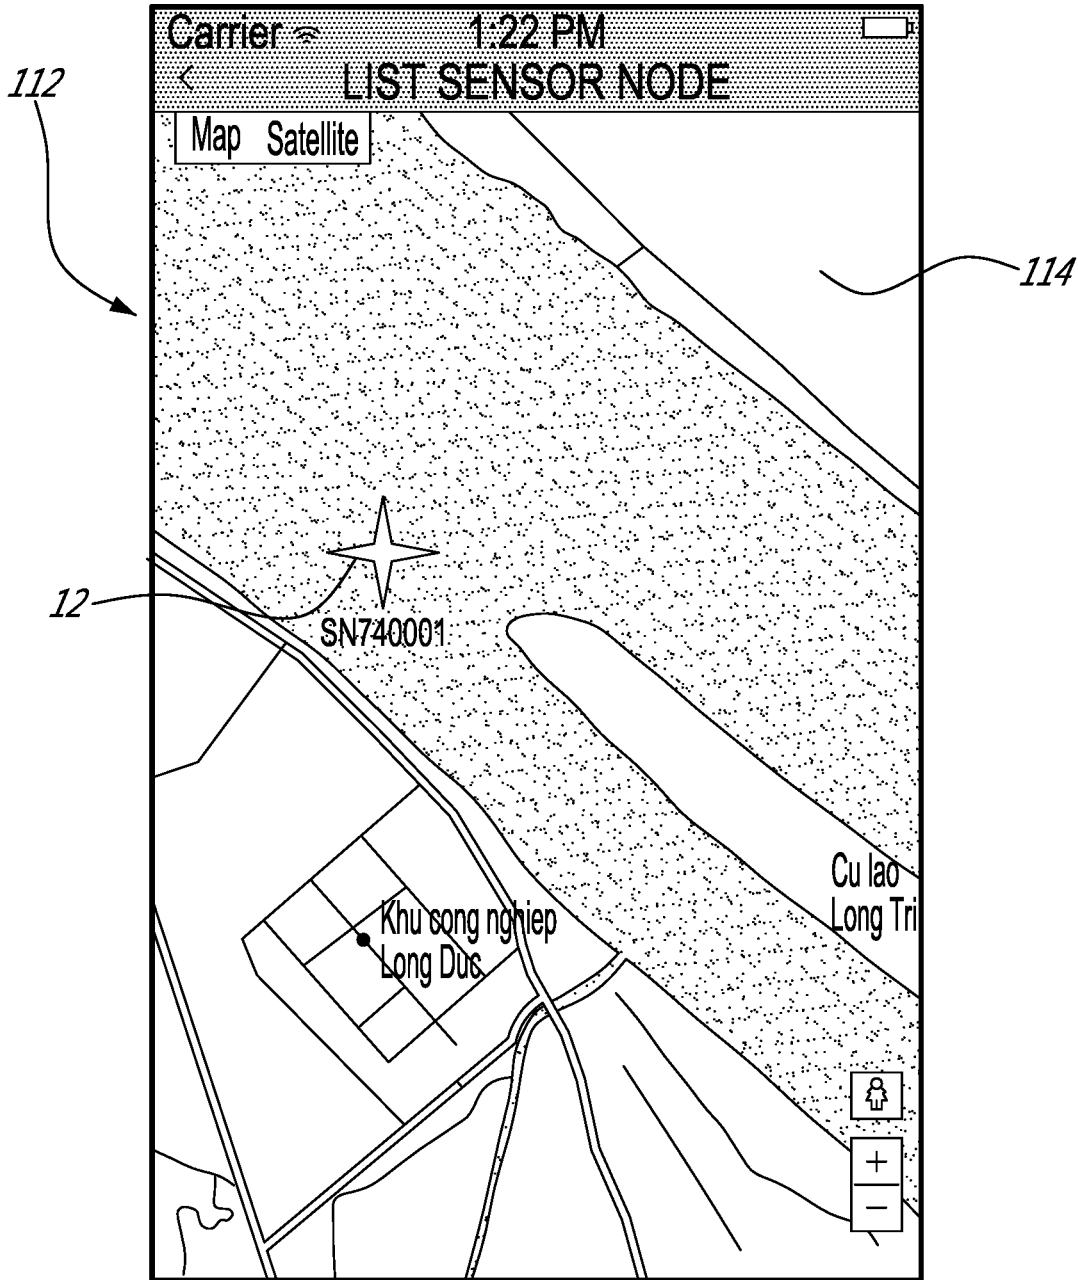 Carrier 1:22 PM
< LIST SENSOR NODE
112
Map Satellite
114
12
SN740001
Cu lao
Long Tri
Khu cong nghiep
Long Duc
+
−